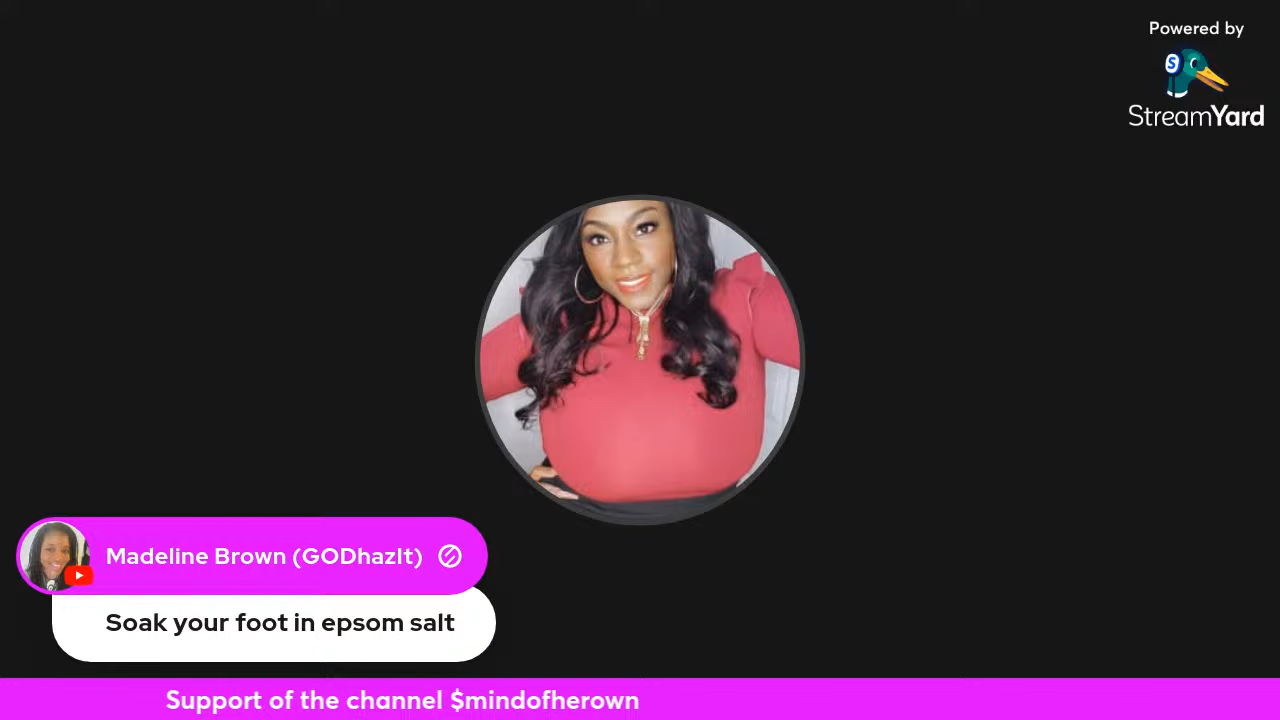 Powered by
S
StreamYard
Madeline Brown (GODhazIt)
Soak your foot in epsom salt
Support of the channel $mindofherown